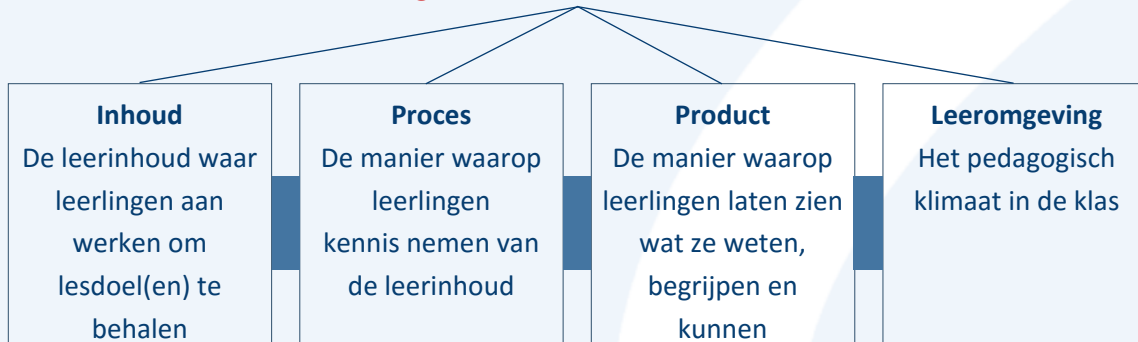 Inhoud
De leerinhoud waar
leerlingen aan
werken om
lesdoel(en) te
behalen
Proces
De manier waarop
leerlingen
kennis nemen van
de leerinhoud
Product
De manier waarop
leerlingen laten zien
wat ze weten,
begrijpen en
kunnen
Leeromgeving
Het pedagogisch
klimaat in de klas